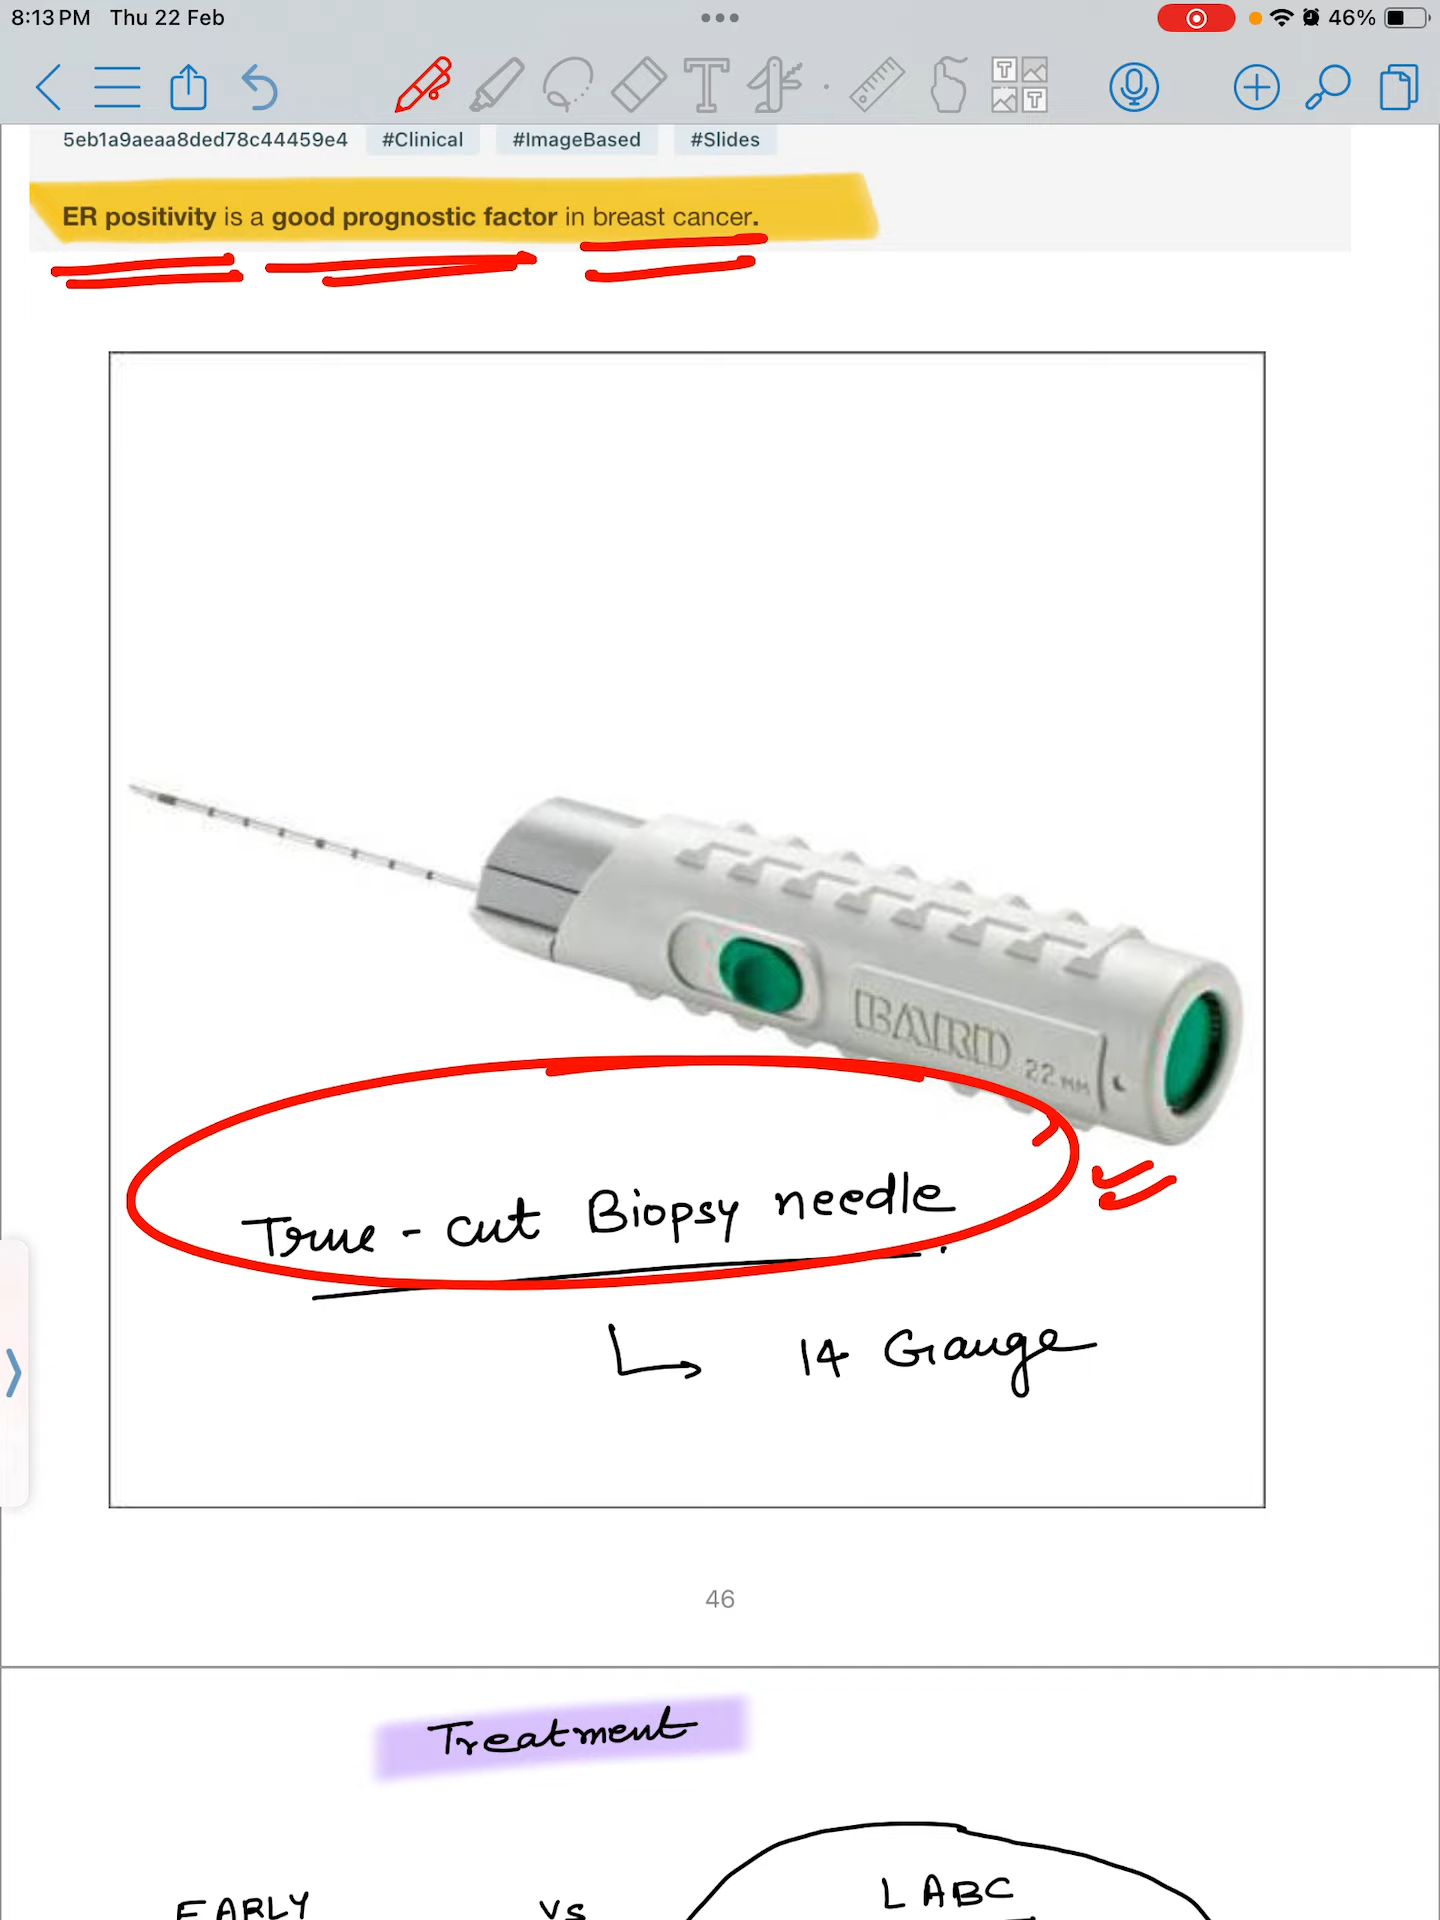 8:13 PM Thu 22 Feb
46%
5eb1a9aeaa8ded78c44459e4 #Clinical #ImageBased #Slides
ER positivity is a good prognostic factor in breast cancer.
BARD 22 MM
True - cut Biopsy needle.
14 Gauge
46
Treatment
EARLY vs LABC